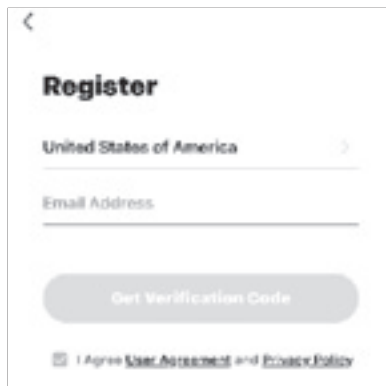 Register
United States of America
Email Address
Get Verification Code
I Agree User Agreement and Privacy Policy